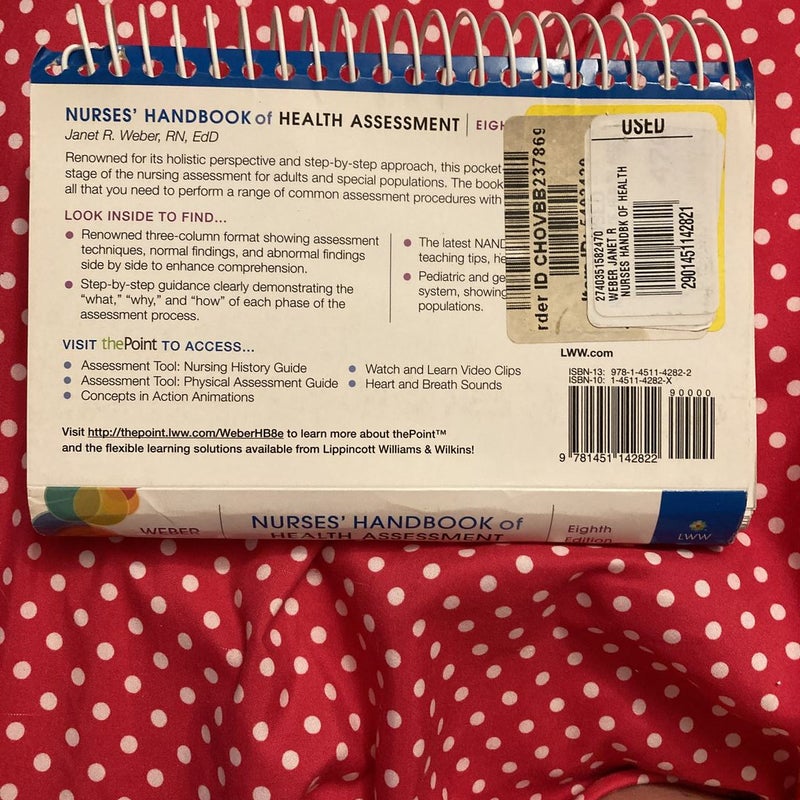 NURSES' HANDBOOK of HEALTH ASSESSMENT | EIGH
Janet R. Weber, RN, EdD
Renowned for its holistic perspective and step-by-step approach, this pocket-
stage of the nursing assessment for adults and special populations. The book
all that you need to perform a range of common assessment procedures with
LOOK INSIDE TO FIND...
• Renowned three-column format showing assessment
techniques, normal findings, and abnormal findings
side by side to enhance comprehension.
• Step-by-step guidance clearly demonstrating the
"what," "why," and "how" of each phase of the
assessment process.
• The latest NAND
teaching tips, he
• Pediatric and ge
system, showing
populations.
VISIT thePoint TO ACCESS...
• Assessment Tool: Nursing History Guide
• Assessment Tool: Physical Assessment Guide
• Concepts in Action Animations
• Watch and Learn Video Clips
• Heart and Breath Sounds
Visit http://thepoint.lww.com/WeberHB8e to learn more about thePoint™
and the flexible learning solutions available from Lippincott Williams & Wilkins!
rder ID CHOVBB237869
USED
2740351582470
WEBER JANET R
NURSES HANDBK OF HEALTH
2901451142821
LWW.com
ISBN-13: 978-1-4511-4282-2
ISBN-10: 1-4511-4282-X
90000
9 781451 142822
WEBER
NURSES' HANDBOOK of
HEALTH ASSESSMENT
Eighth
Edition
LWW